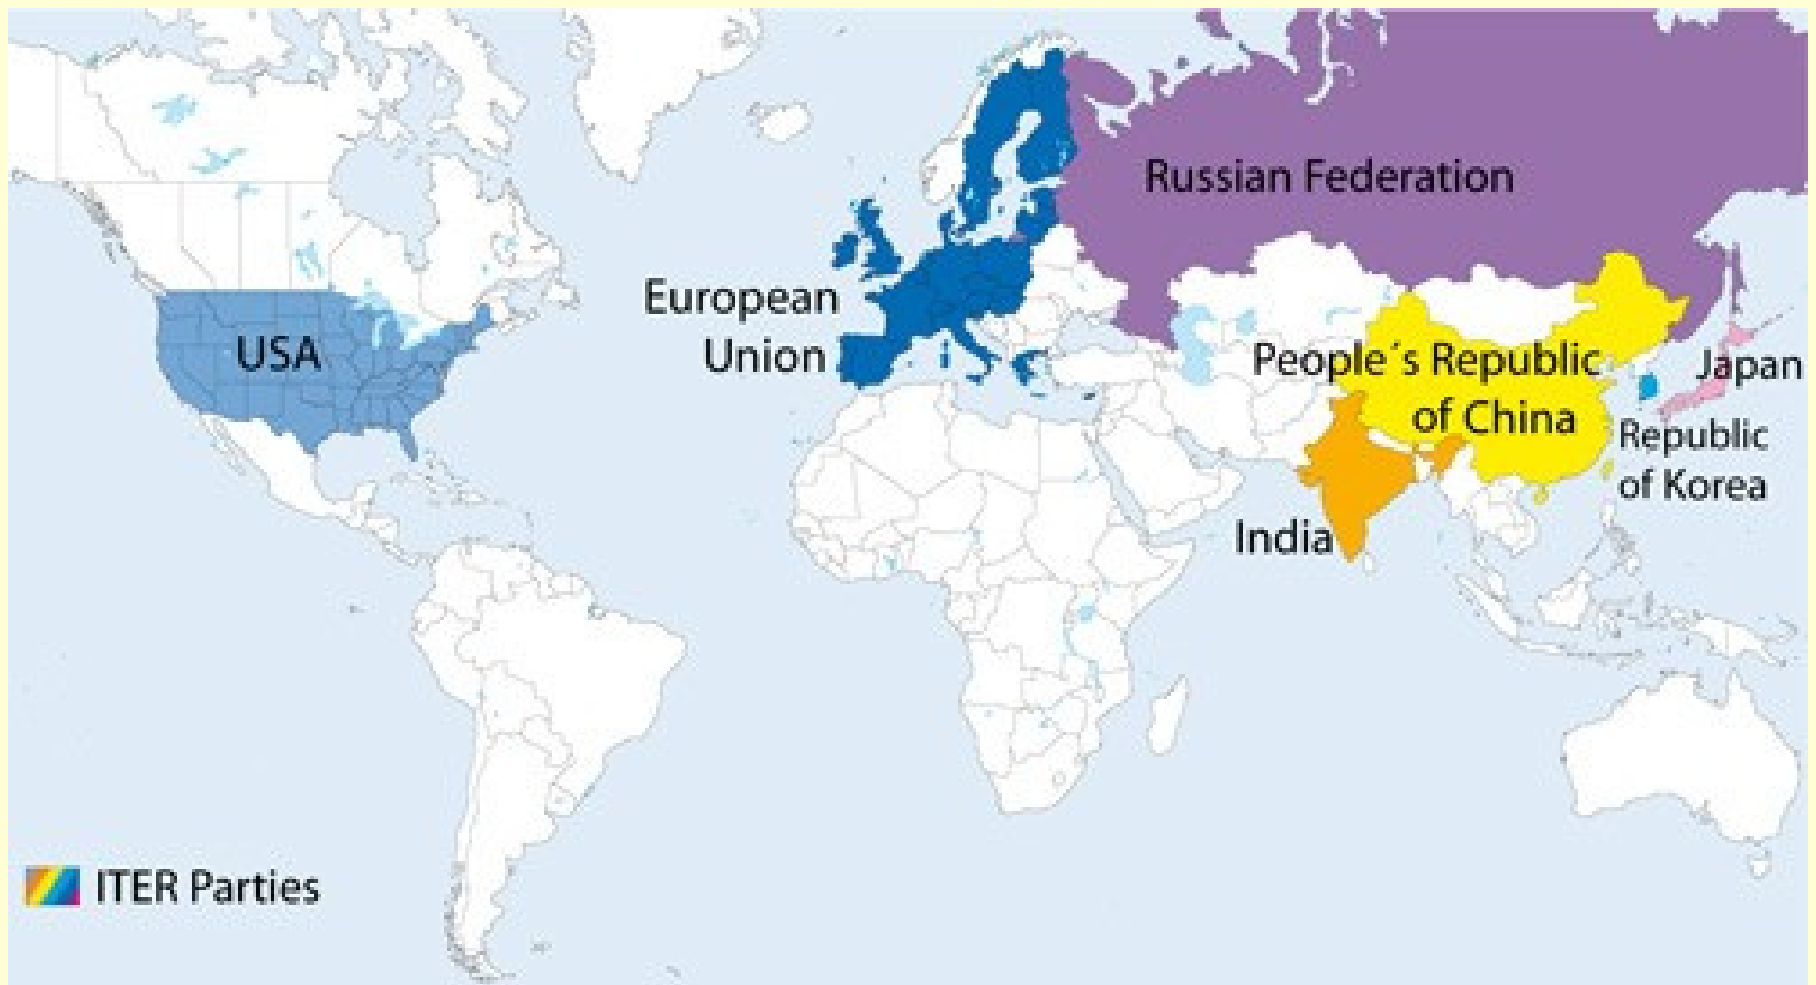 Russian Federation
European
Union
USA
People´s Republic
of China
Japan
Republic
of Korea
India
ITER Parties